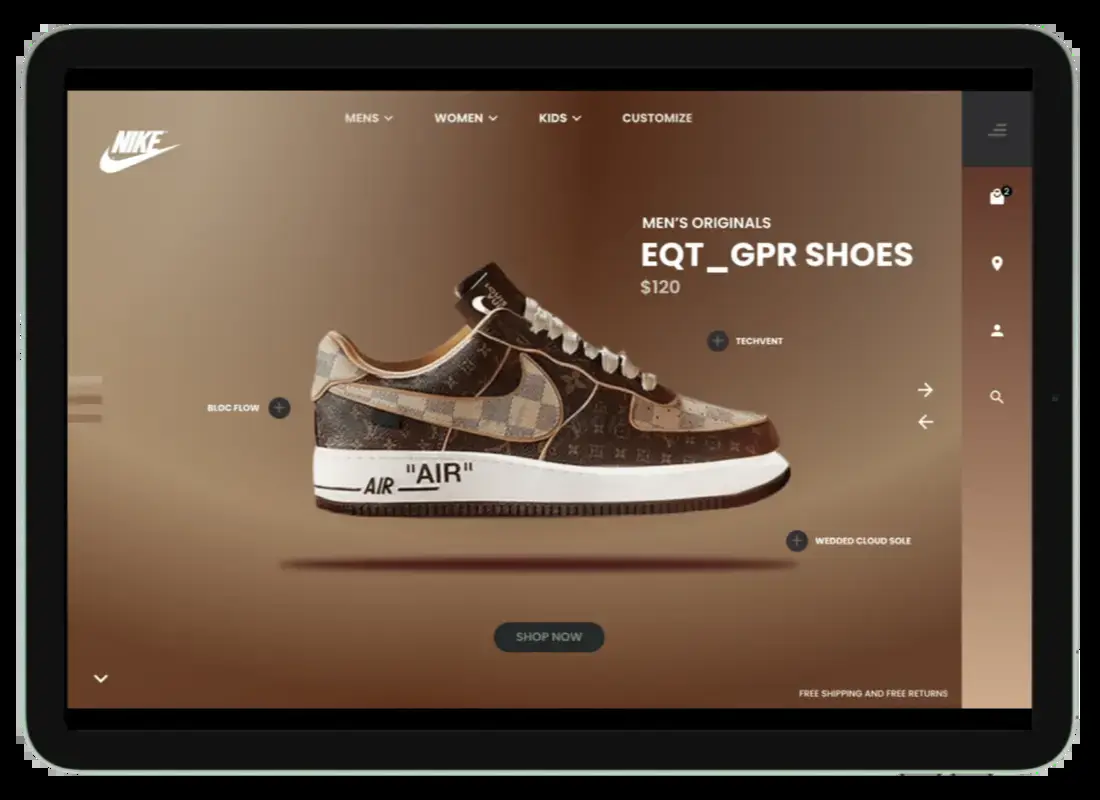 NIKE
MENS
WOMEN
KIDS
CUSTOMIZE
2
MEN'S ORIGINALS
EQT_GPR SHOES
$120
TECHVENT
BLOC FLOW
AIR "AIR"
WEDDED CLOUD SOLE
SHOP NOW
FREE SHIPPING AND FREE RETURNS